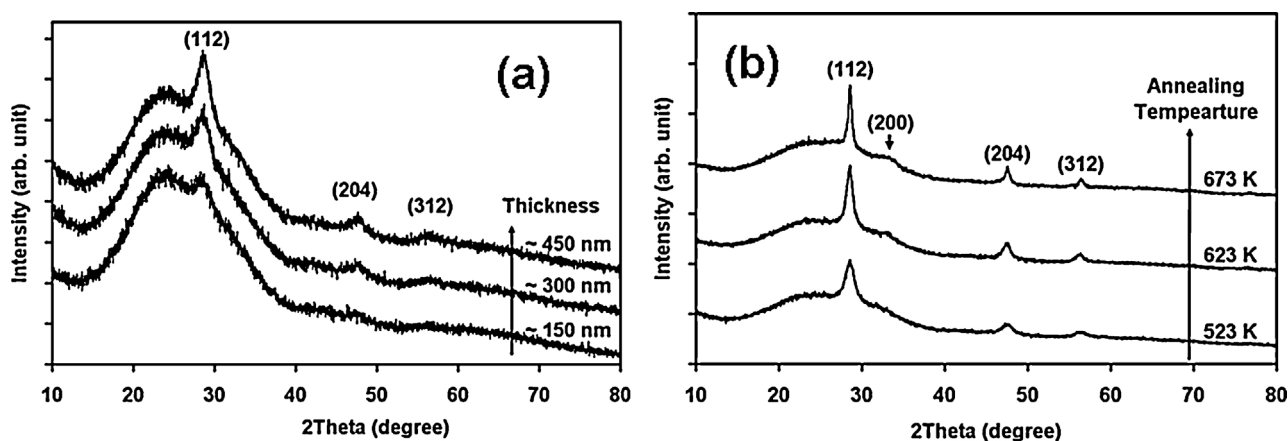 (a)
(112)
(204)
(312)
Thickness
~ 450 nm
~ 300 nm
~ 150 nm
Intensity (arb. unit)
10 20 30 40 50 60 70 80
2Theta (degree)
(b)
(112)
(200)
(204)
(312)
Annealing
Tempearture
673 K
623 K
523 K
Intensity (arb. unit)
10 20 30 40 50 60 70 80
2Theta (degree)